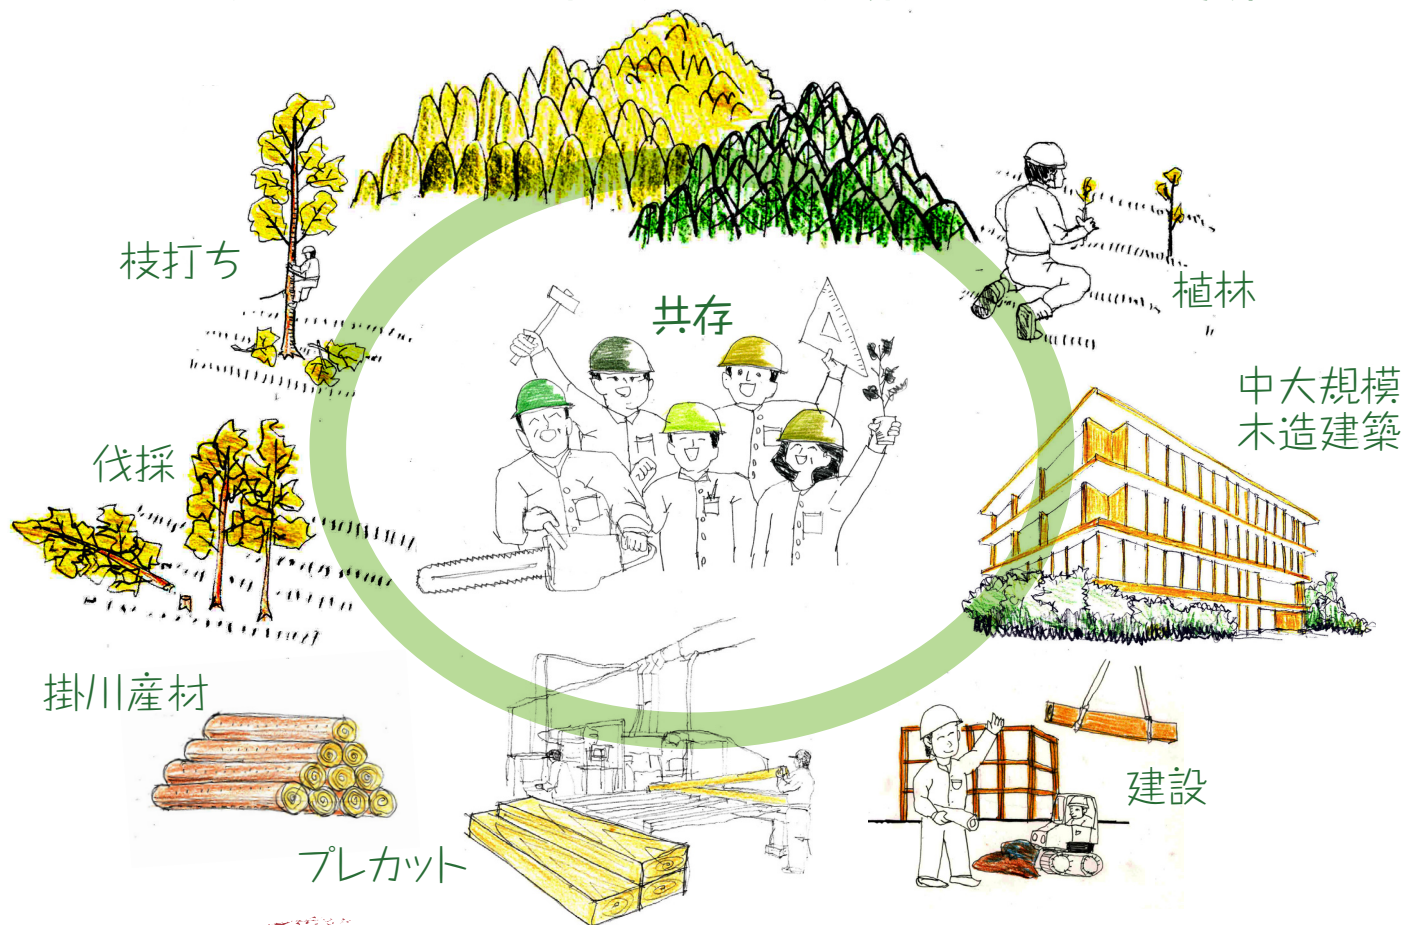 枝打ち
共存
植林
中大規模
木造建築
伐採
掛川産材
建設
プレカット